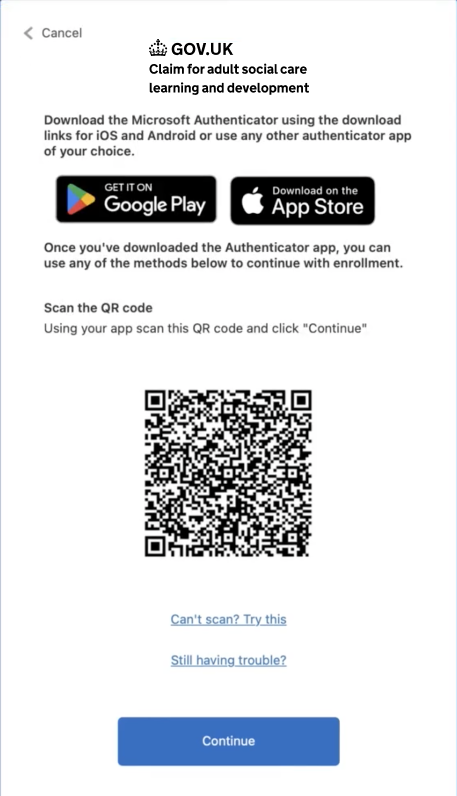 Cancel
GOV.UK
Claim for adult social care
learning and development
Download the Microsoft Authenticator using the download
links for iOS and Android or use any other authenticator app
of your choice.
GET IT ON
Google Play
Download on the
App Store
Once you've downloaded the Authenticator app, you can
use any of the methods below to continue with enrollment.
Scan the QR code
Using your app scan this QR code and click "Continue"
Can't scan? Try this
Still having trouble?
Continue